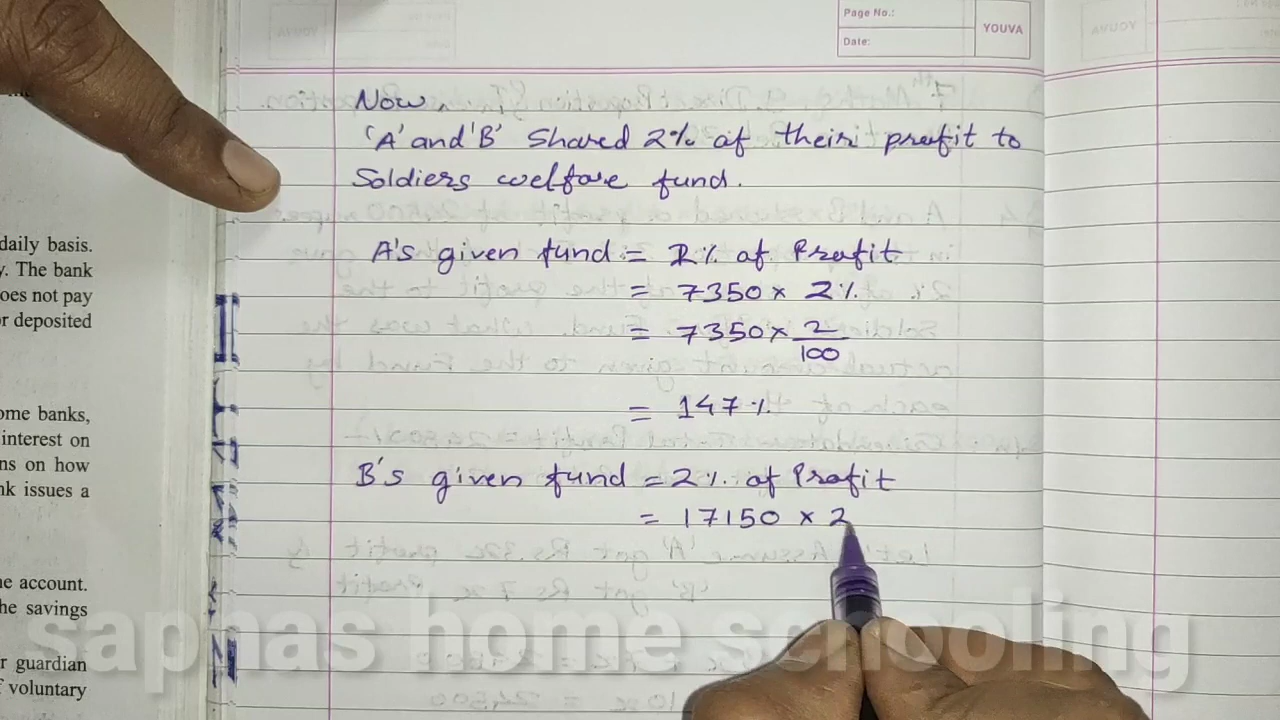 Page No.:
YOUVA
Date:
Now,
'A' and 'B' Shared 2% of their profit to
Soldiers welfare fund.
A's given fund = 2% of Profit
= 7350 × 2%
= 7350 × 2/100
= 147%
B's given fund = 2% of Profit
= 17150 × 2
daily basis.
y. The bank
oes not pay
or deposited
ome banks,
interest on
ns on how
nk issues a
e account.
he savings
r guardian
voluntary
sapnas home schooling